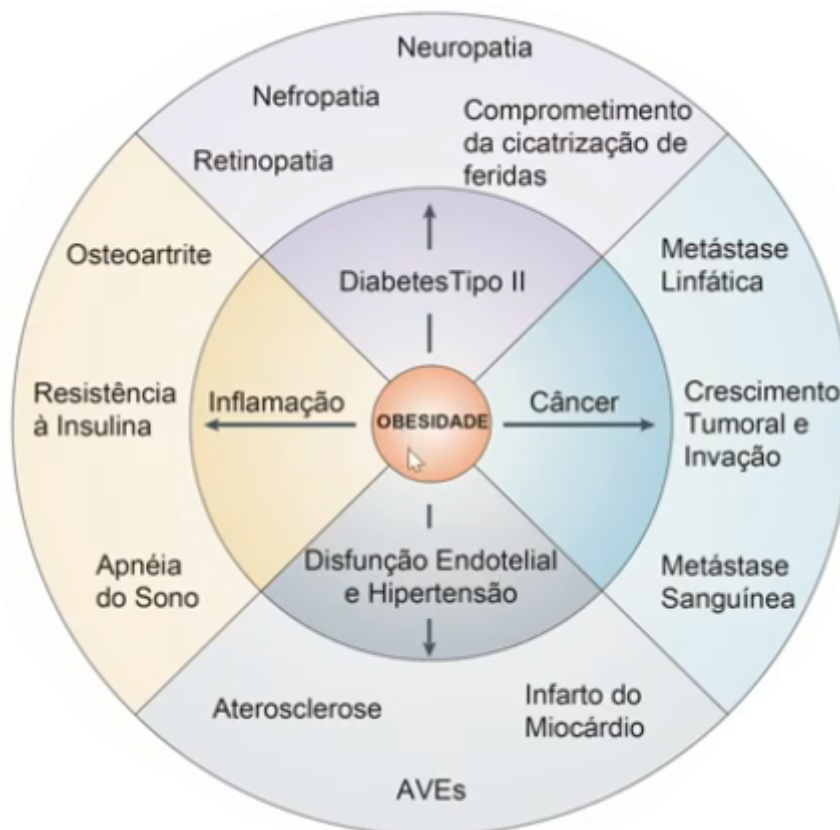 Neuropatia
Nefropatia
Comprometimento
da cicatrização de
feridas
Retinopatia
Osteoartrite
Metástase
Linfática
DiabetesTipo II
Resistência
à Insulina
Inflamação
OBESIDADE
Câncer
Crescimento
Tumoral e
Invação
Apnéia
do Sono
Disfunção Endotelial
e Hipertensão
Metástase
Sanguínea
Aterosclerose
Infarto do
Miocárdio
AVEs